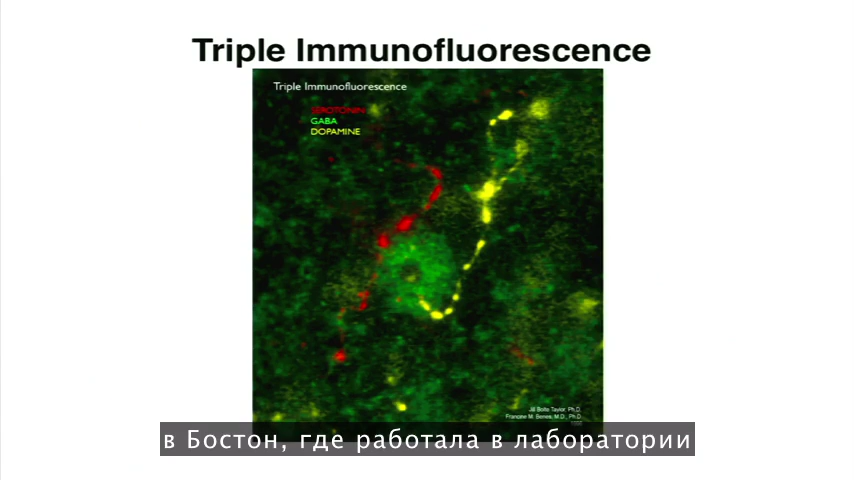 Triple Immunofluorescence
Triple Immunofluorescence
SEROTONIN
GABA
DOPAMINE
Jill Bolte Taylor, Ph.D.
Francine M. Benes, M.D., Ph.D.
в Бостон, где работала в лаборатории